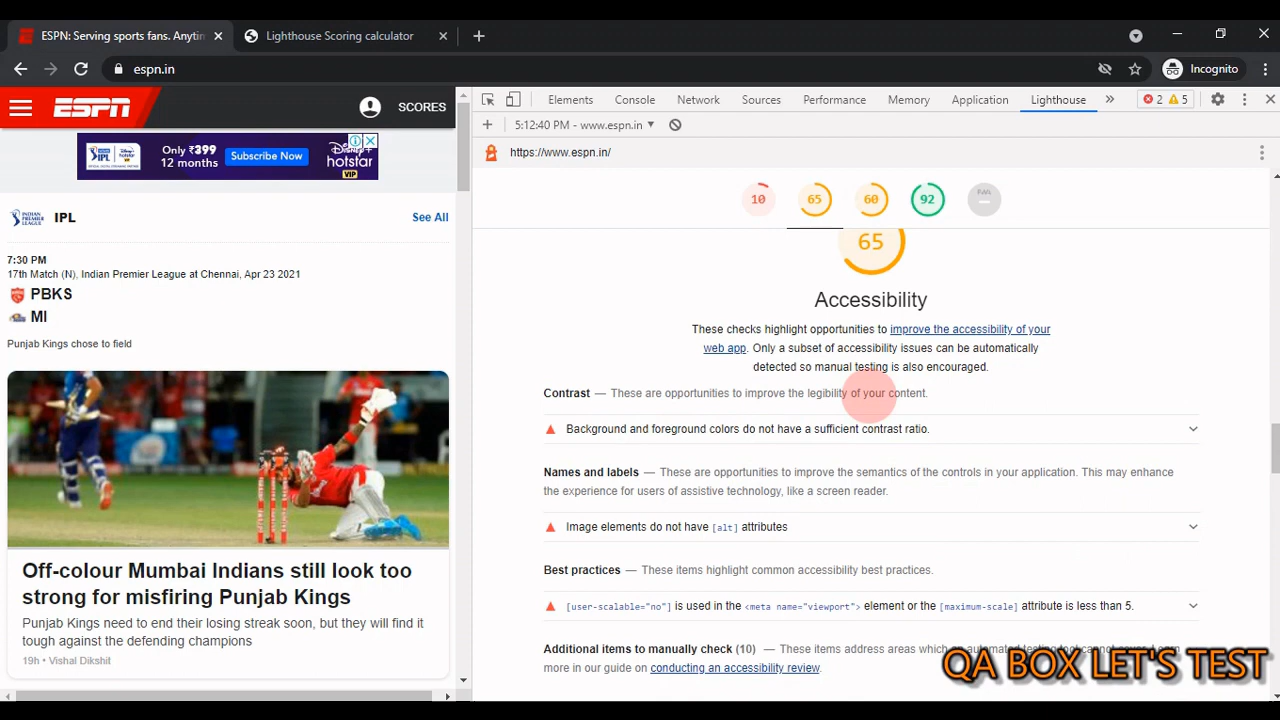 ESPN: Serving sports fans. Anytin
Lighthouse Scoring calculator
espn.in
Incognito
ESPN
SCORES
IPL
Only ₹399
12 months
Subscribe Now
Disney+
hotstar
VIP
IPL
See All
7:30 PM
17th Match (N), Indian Premier League at Chennai, Apr 23 2021
PBKS
MI
Punjab Kings chose to field
Off-colour Mumbai Indians still look too
strong for misfiring Punjab Kings
Punjab Kings need to end their losing streak soon, but they will find it
tough against the defending champions
19h • Vishal Dikshit
Elements Console Network Sources Performance Memory Application Lighthouse » 2 5
5:12:40 PM - www.espn.in
https://www.espn.in/
10 65 60 92 PWA
65
Accessibility
These checks highlight opportunities to improve the accessibility of your
web app. Only a subset of accessibility issues can be automatically
detected so manual testing is also encouraged.
Contrast — These are opportunities to improve the legibility of your content.
Background and foreground colors do not have a sufficient contrast ratio.
Names and labels — These are opportunities to improve the semantics of the controls in your application. This may enhance
the experience for users of assistive technology, like a screen reader.
Image elements do not have [alt] attributes
Best practices — These items highlight common accessibility best practices.
[user-scalable="no"] is used in the <meta name="viewport"> element or the [maximum-scale] attribute is less than 5.
Additional items to manually check (10) — These items address areas which an automated testing tool cannot cover. Learn
more in our guide on conducting an accessibility review.
QA BOX LET'S TEST